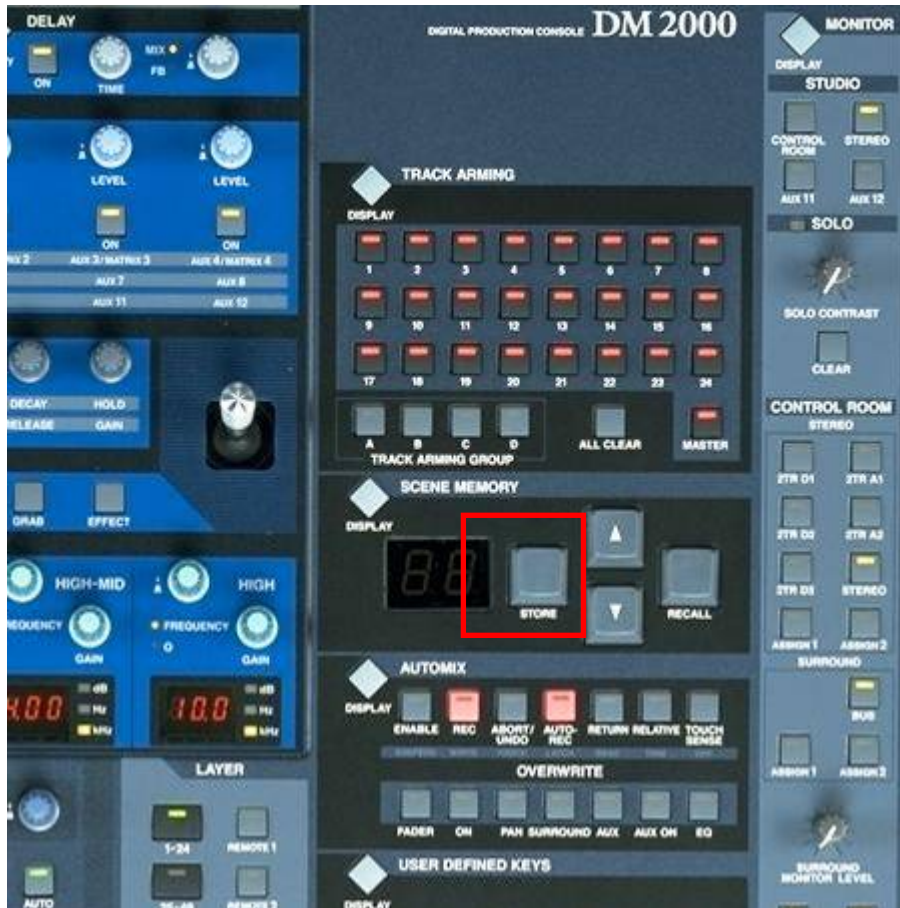 DELAY
DIGITAL PRODUCTION CONSOLE DM 2000
MONITOR
MIX
FB
ON
TIME
DISPLAY
STUDIO
CONTROL ROOM
STEREO
AUX 11
AUX 12
LEVEL
LEVEL
ON
ON
AUX 3/MATRIX 3
AUX 4/MATRIX 4
AUX 7
AUX 8
AUX 11
AUX 12
TRACK ARMING
DISPLAY
1 2 3 4 5 6 7 8
9 10 11 12 13 14 15 16
17 18 19 20 21 22 23 24
A B C D
ALL CLEAR
MASTER
TRACK ARMING GROUP
SOLO
SOLO CONTRAST
CLEAR
DECAY
HOLD
RELEASE
GAIN
GRAB
EFFECT
SCENE MEMORY
DISPLAY
STORE
▲
▼
RECALL
CONTROL ROOM
STEREO
2TR D1
2TR A1
2TR D2
2TR A2
2TR D3
STEREO
ASSIGN 1
ASSIGN 2
SURROUND
BUS
ASSIGN 1
ASSIGN 2
SURROUND
MONITOR LEVEL
HIGH-MID
HIGH
FREQUENCY
Q
GAIN
GAIN
4.00
dB
Hz
kHz
10.0
dB
Hz
kHz
AUTOMIX
DISPLAY
ENABLE
REC
ABORT/
UNDO
AUTO-
REC
RETURN
RELATIVE
TOUCH
SENSE
OVERWRITE
FADER
ON
PAN
SURROUND
AUX
AUX ON
EQ
LAYER
1-24
REMOTE 1
AUTO
25-48
REMOTE 2
USER DEFINED KEYS
DISPLAY